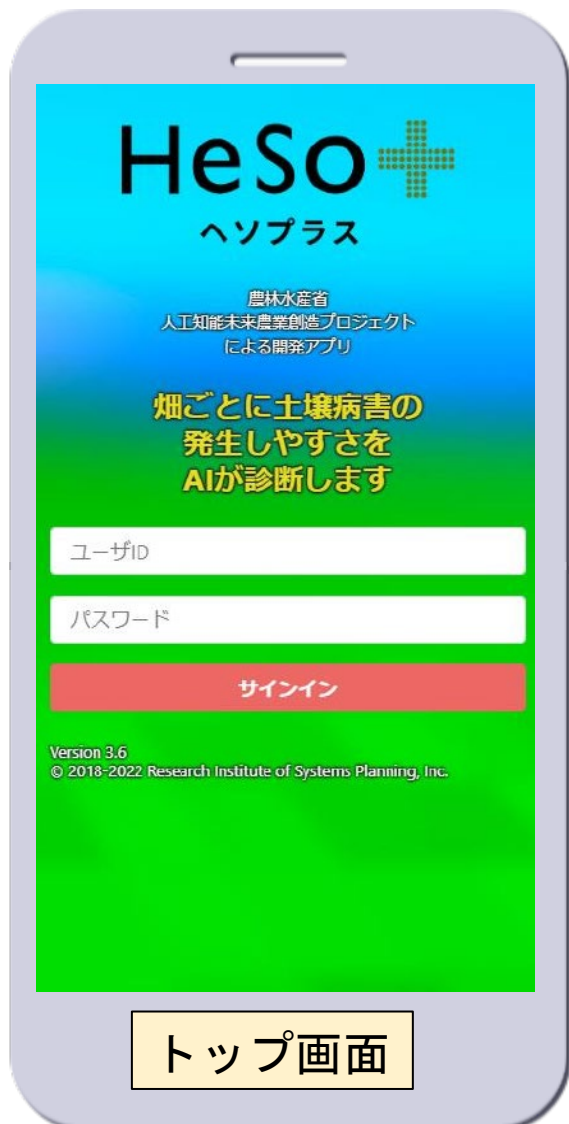 HeSo+
ヘソプラス
農林水産省
人工知能未来農業創造プロジェクト
による開発アプリ
畑ごとに土壌病害の
発生しやすさを
AIが診断します
ユーザID
パスワード
サインイン
Version 3.6
© 2018-2022 Research Institute of Systems Planning, Inc.
トップ画面